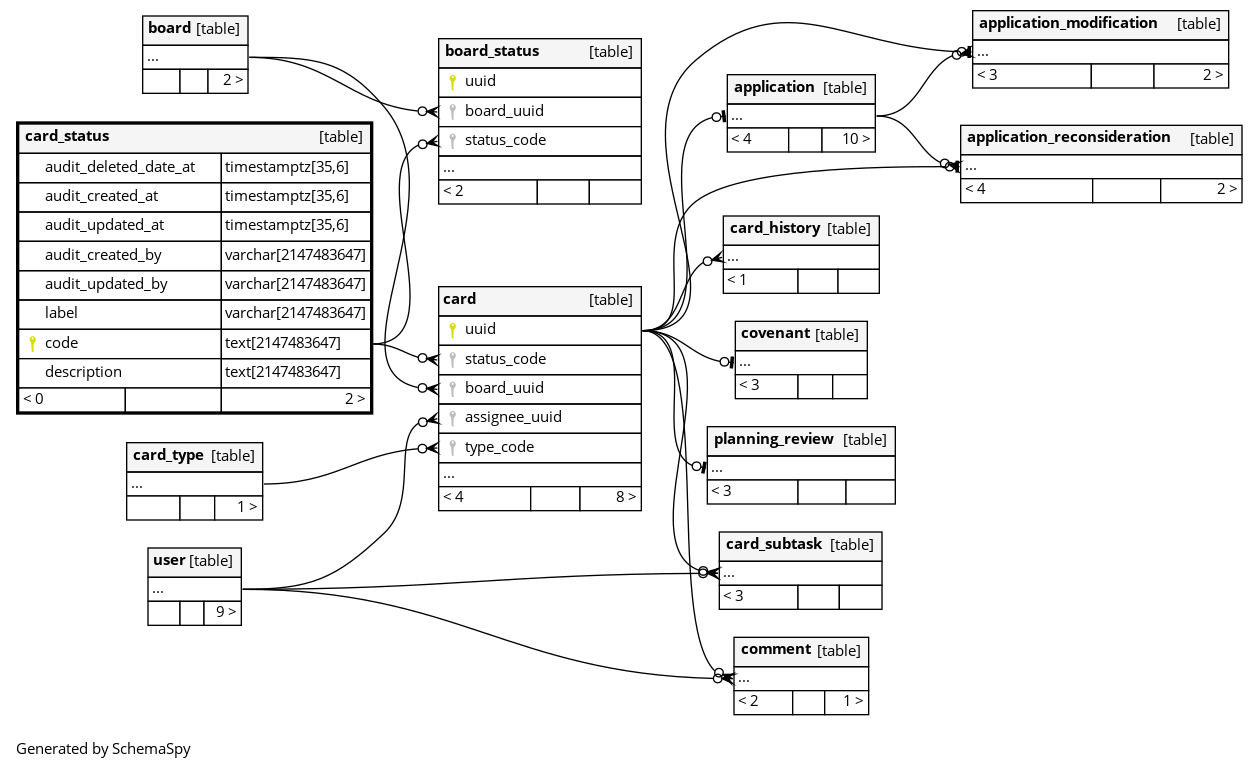 board [table]
...
2 >
card_status [table]
audit_deleted_date_at timestamptz[35,6]
audit_created_at timestamptz[35,6]
audit_updated_at timestamptz[35,6]
audit_created_by varchar[2147483647]
audit_updated_by varchar[2147483647]
label varchar[2147483647]
code text[2147483647]
description text[2147483647]
< 0 2 >
card_type [table]
...
1 >
user [table]
...
9 >
board_status [table]
uuid
board_uuid
status_code
...
< 2
card [table]
uuid
status_code
board_uuid
assignee_uuid
type_code
...
< 4 8 >
application [table]
...
< 4 10 >
card_history [table]
...
< 1
covenant [table]
...
< 3
planning_review [table]
...
< 3
card_subtask [table]
...
< 3
comment [table]
...
< 2 1 >
application_modification [table]
...
< 3 2 >
application_reconsideration [table]
...
< 4 2 >
Generated by SchemaSpy